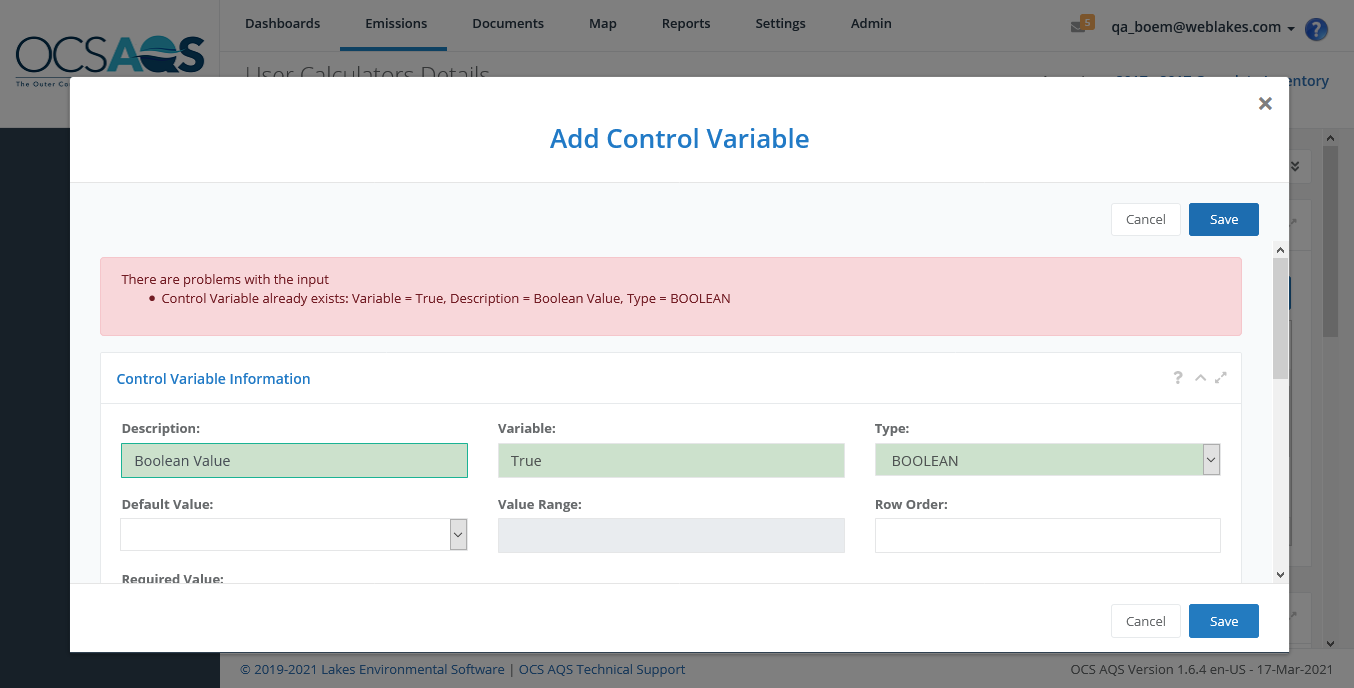 Dashboards Emissions Documents Map Reports Settings Admin
5 qa_boem@weblakes.com ?
OCSAQS
The Outer Co
User Calculators Details
entory
Add Control Variable
Cancel Save
There are problems with the input
• Control Variable already exists: Variable = True, Description = Boolean Value, Type = BOOLEAN
Control Variable Information ?
Description: Variable: Type:
Boolean Value True BOOLEAN
Default Value: Value Range: Row Order:
Required Value:
Cancel Save
© 2019-2021 Lakes Environmental Software | OCS AQS Technical Support OCS AQS Version 1.6.4 en-US - 17-Mar-2021